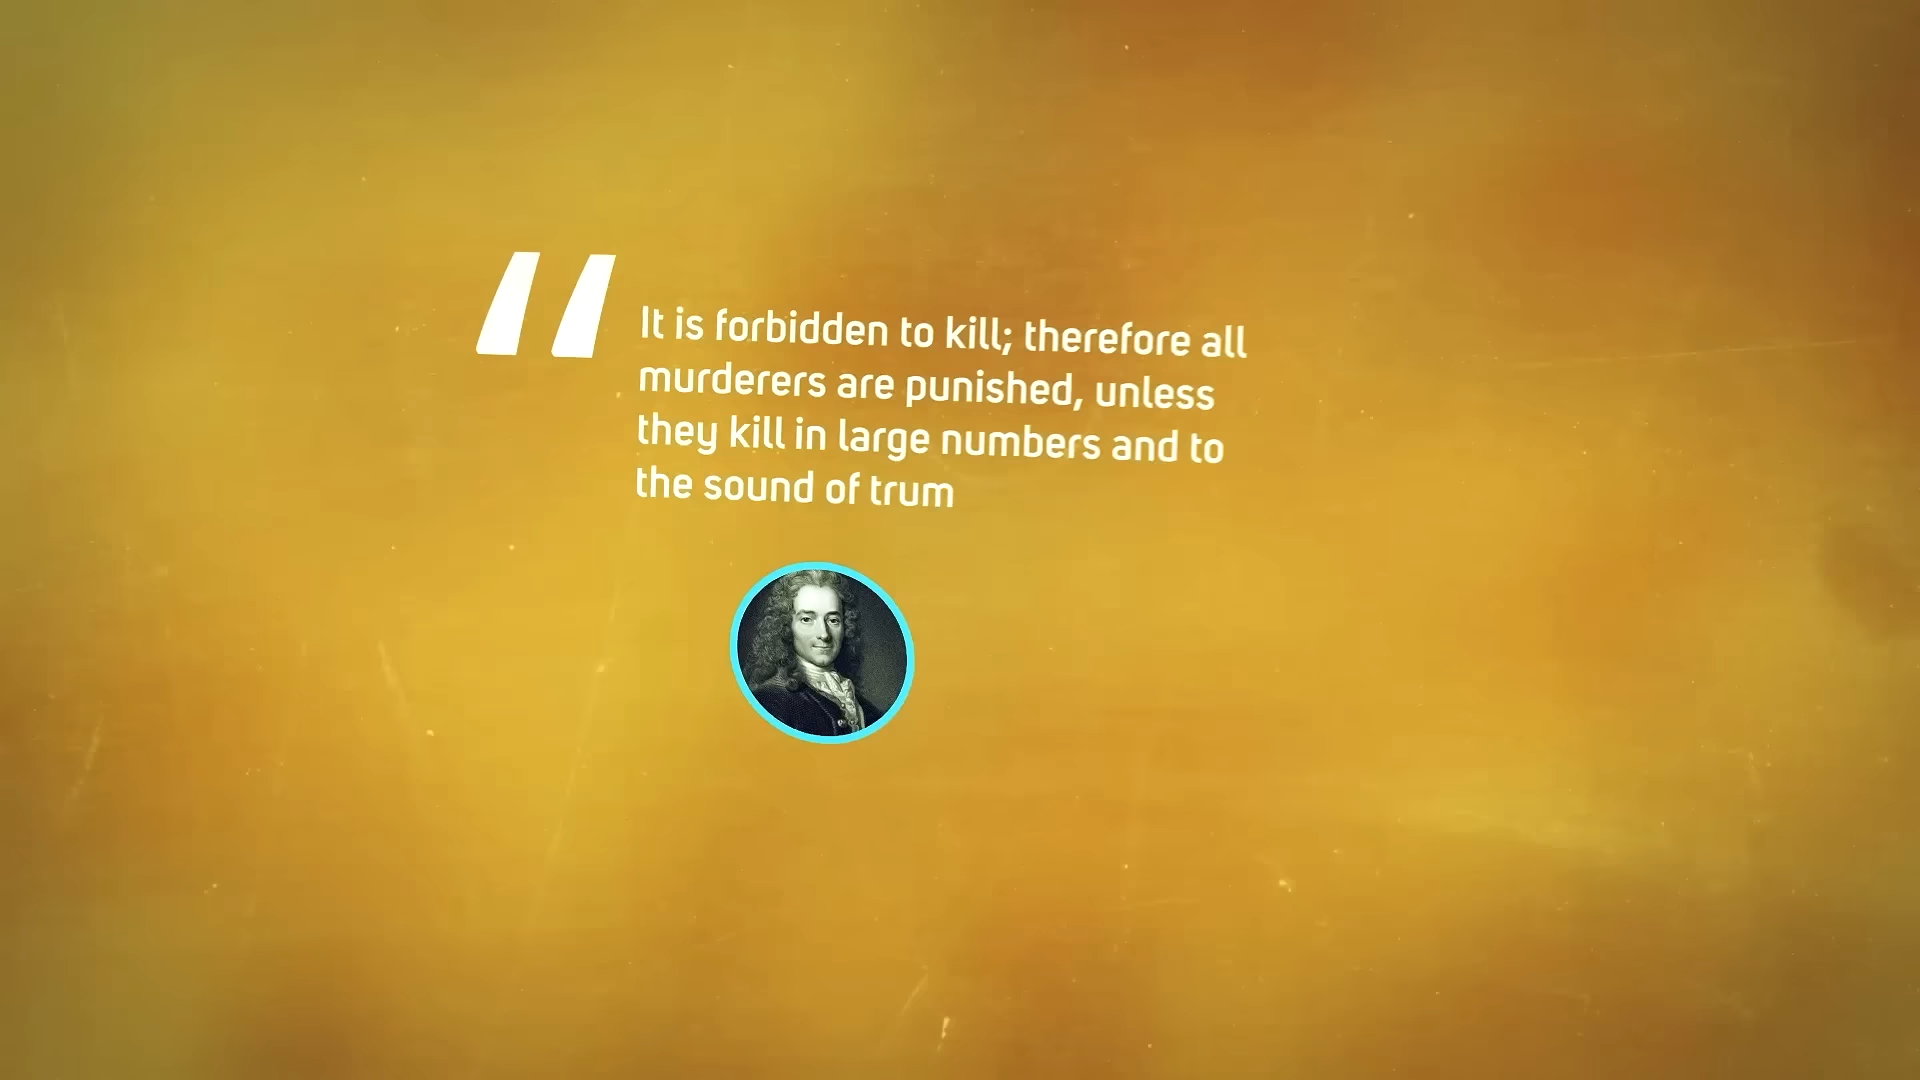 “
It is forbidden to kill; therefore all
murderers are punished, unless
they kill in large numbers and to
the sound of trum